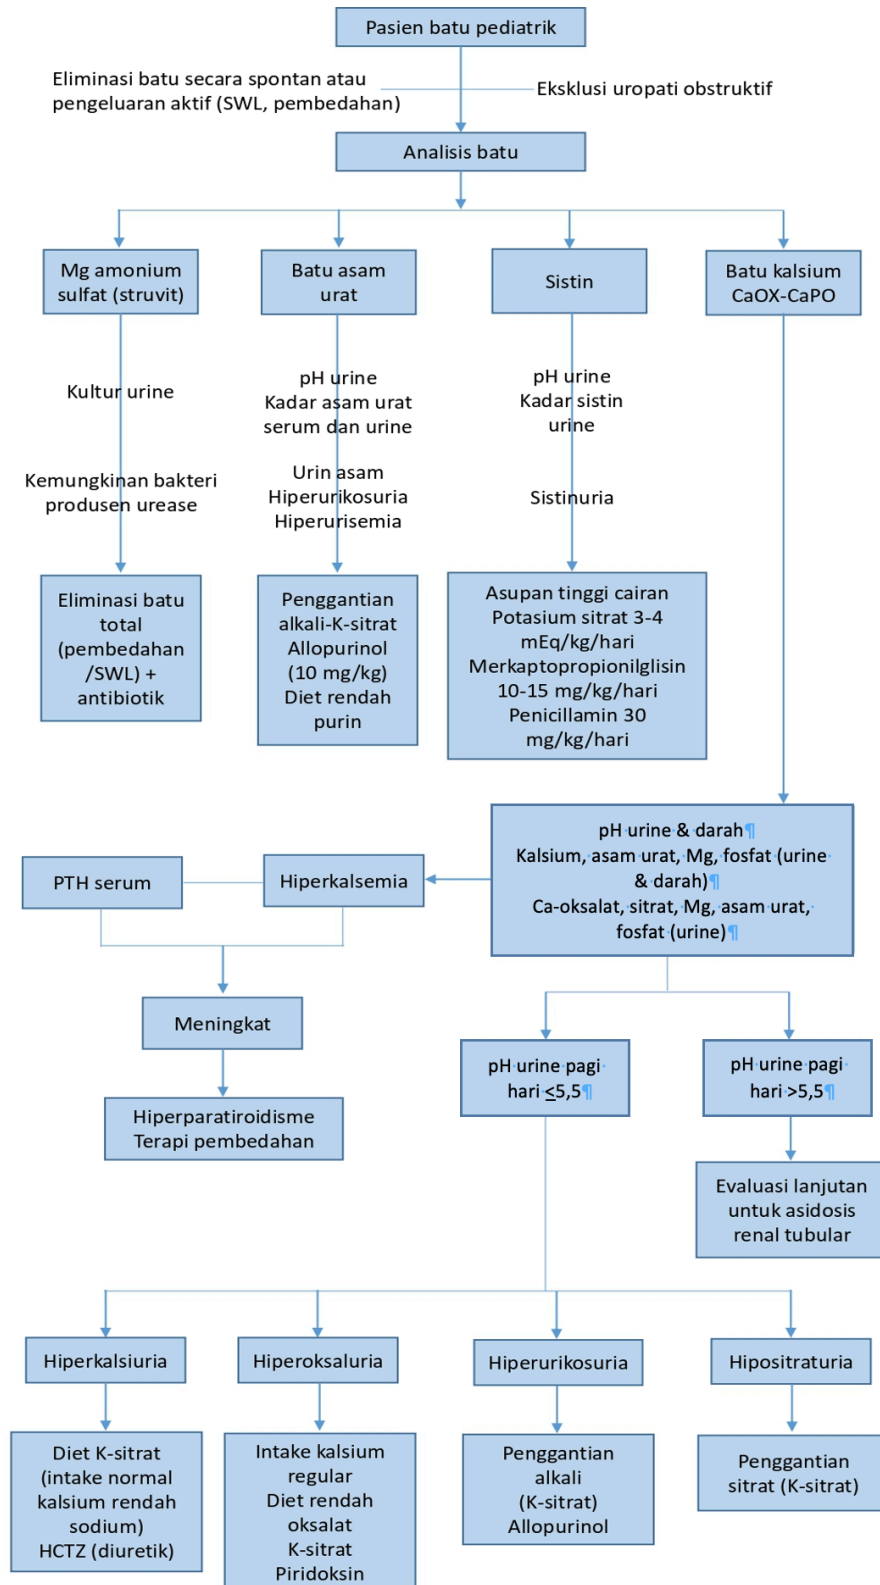 Pasien batu pediatrik
Eliminasi batu secara spontan atau
pengeluaran aktif (SWL, pembedahan)
Eksklusi uropati obstruktif
Analisis batu
Mg amonium
sulfat (struvit)
Batu asam
urat
Sistin
Batu kalsium
CaOX-CaPO
Kultur urine
pH urine
Kadar asam urat
serum dan urine
pH urine
Kadar sistin
urine
Kemungkinan bakteri
produsen urease
Urin asam
Hiperurikosuria
Hiperurisemia
Sistinuria
Eliminasi batu
total
(pembedahan
/SWL) +
antibiotik
Penggantian
alkali-K-sitrat
Allopurinol
(10 mg/kg)
Diet rendah
purin
Asupan tinggi cairan
Potasium sitrat 3-4
mEq/kg/hari
Merkaptopropionilglisin
10-15 mg/kg/hari
Penicillamin 30
mg/kg/hari
pH·urine·&·darah¶
Kalsium,·asam·urat,·Mg,·fosfat·(urine·
&·darah)¶
Ca-oksalat,·sitrat,·Mg,·asam·urat,·
fosfat·(urine)¶
PTH serum
Hiperkalsemia
Meningkat
Hiperparatiroidisme
Terapi pembedahan
pH·urine·pagi·
hari·≤5,5¶
pH·urine·pagi·
hari·>5,5¶
Evaluasi lanjutan
untuk asidosis
renal tubular
Hiperkalsiuria
Hiperoksaluria
Hiperurikosuria
Hipositraturia
Diet K-sitrat
(intake normal
kalsium rendah
sodium)
HCTZ (diuretik)
Intake kalsium
regular
Diet rendah
oksalat
K-sitrat
Piridoksin
Penggantian
alkali
(K-sitrat)
Allopurinol
Penggantian
sitrat (K-sitrat)